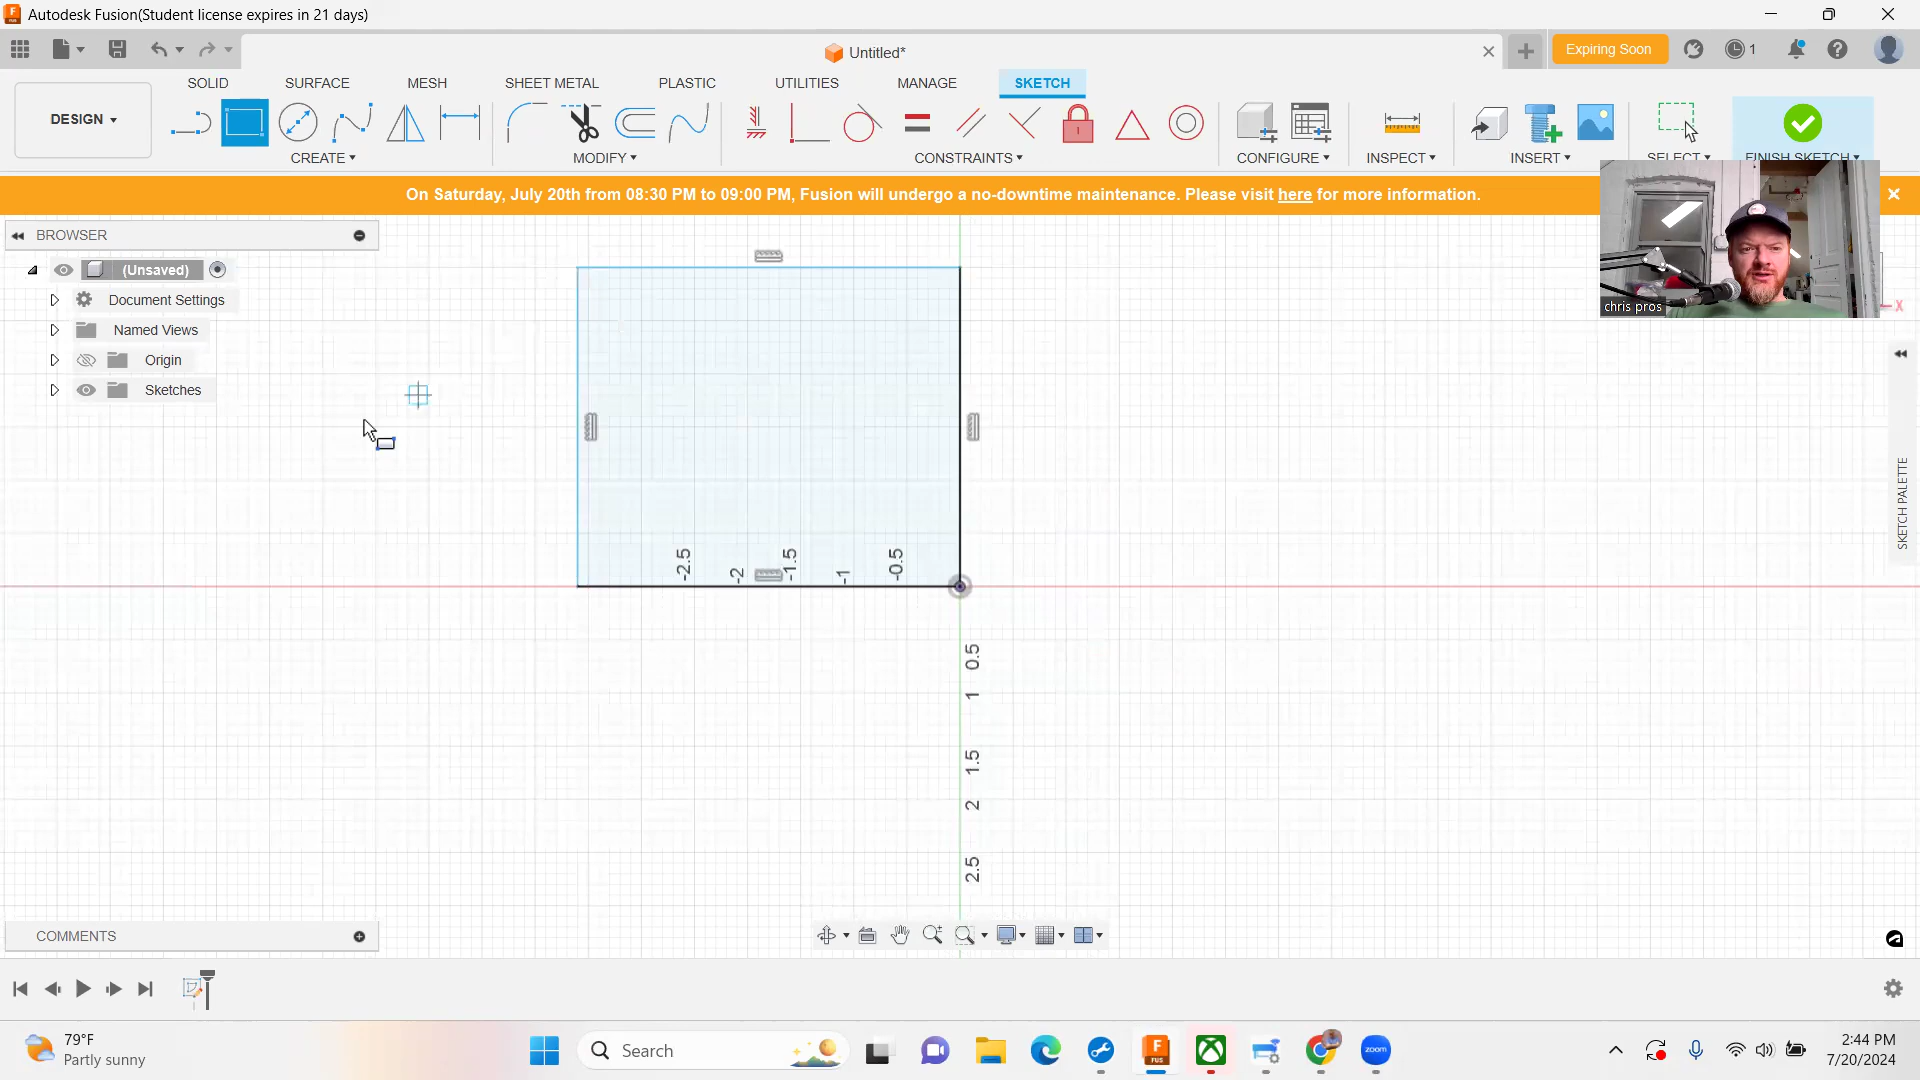 Autodesk Fusion(Student license expires in 21 days)
Untitled*
Expiring Soon
1
SOLID
SURFACE
MESH
SHEET METAL
PLASTIC
UTILITIES
MANAGE
SKETCH
DESIGN
CREATE
MODIFY
CONSTRAINTS
CONFIGURE
INSPECT
INSERT
SELECT
FINISH SKETCH
On Saturday, July 20th from 08:30 PM to 09:00 PM, Fusion will undergo a no-downtime maintenance. Please visit here for more information.
BROWSER
(Unsaved)
Document Settings
Named Views
Origin
Sketches
chris pros
X
SKETCH PALETTE
-2.5
-2
-1.5
-1
-0.5
0.5
1
1.5
2
2.5
COMMENTS
79°F
Partly sunny
Search
F
FUS
zoom
2:44 PM
7/20/2024